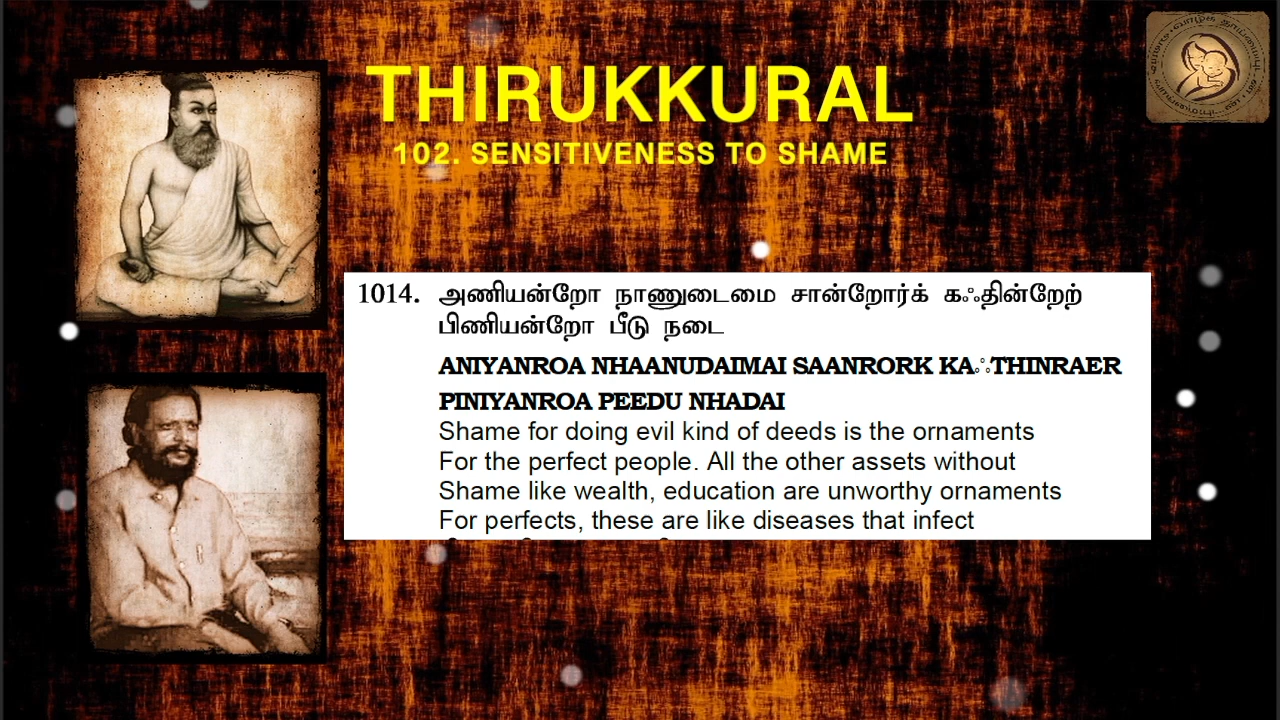 THIRUKKURAL
102. SENSITIVENESS TO SHAME
1014. அணியன்றோ நாணுடைமை சான்றோர்க் கஃதின்றேற்
பிணியன்றோ பீடு நடை
ANIYANROA NHAANUDAIMAI SAANRORK KAஃTHINRAER
PINIYANROA PEEDU NHADAI
Shame for doing evil kind of deeds is the ornaments
For the perfect people. All the other assets without
Shame like wealth, education are unworthy ornaments
For perfects, these are like diseases that infect